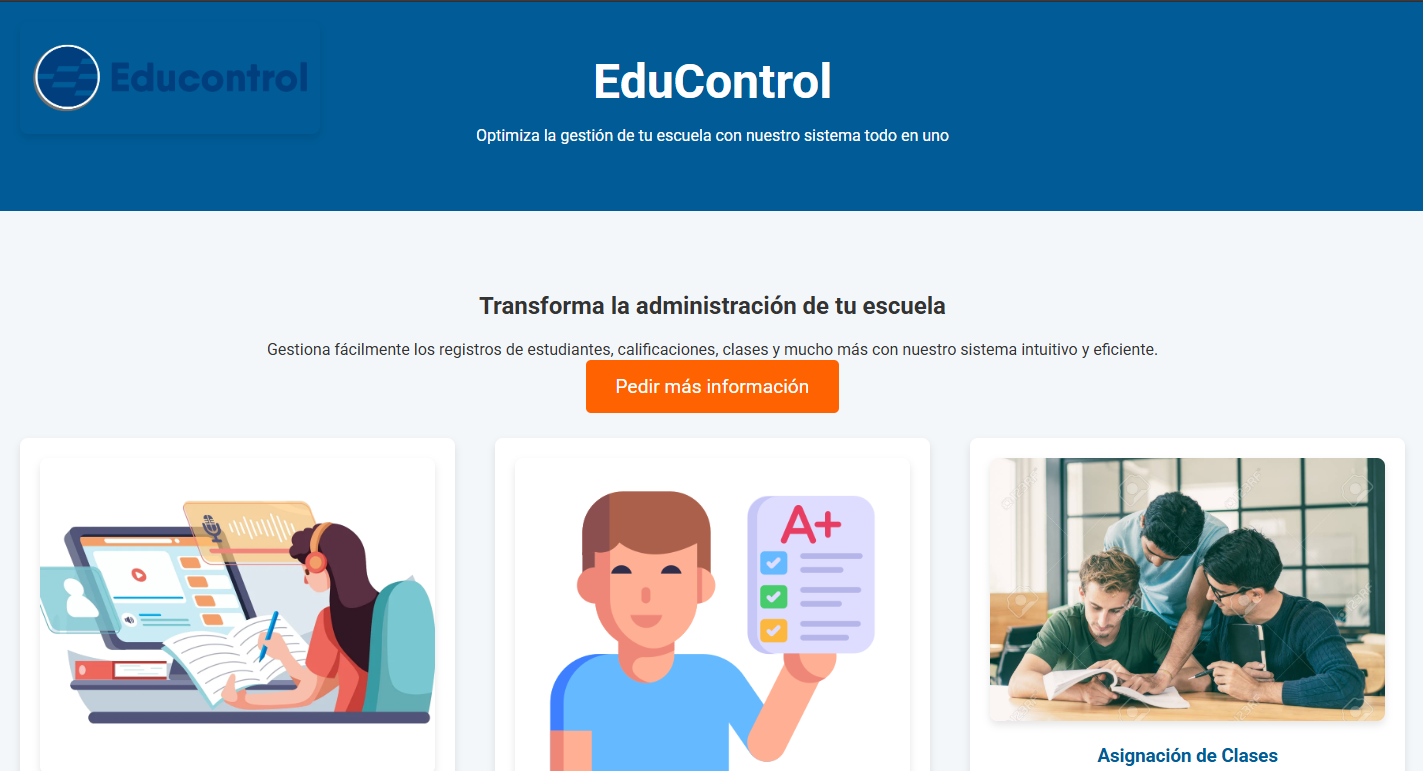 Educontrol
EduControl
Optimiza la gestión de tu escuela con nuestro sistema todo en uno
Transforma la administración de tu escuela
Gestiona fácilmente los registros de estudiantes, calificaciones, clases y mucho más con nuestro sistema intuitivo y eficiente.
Pedir más información
A+
Asignación de Clases